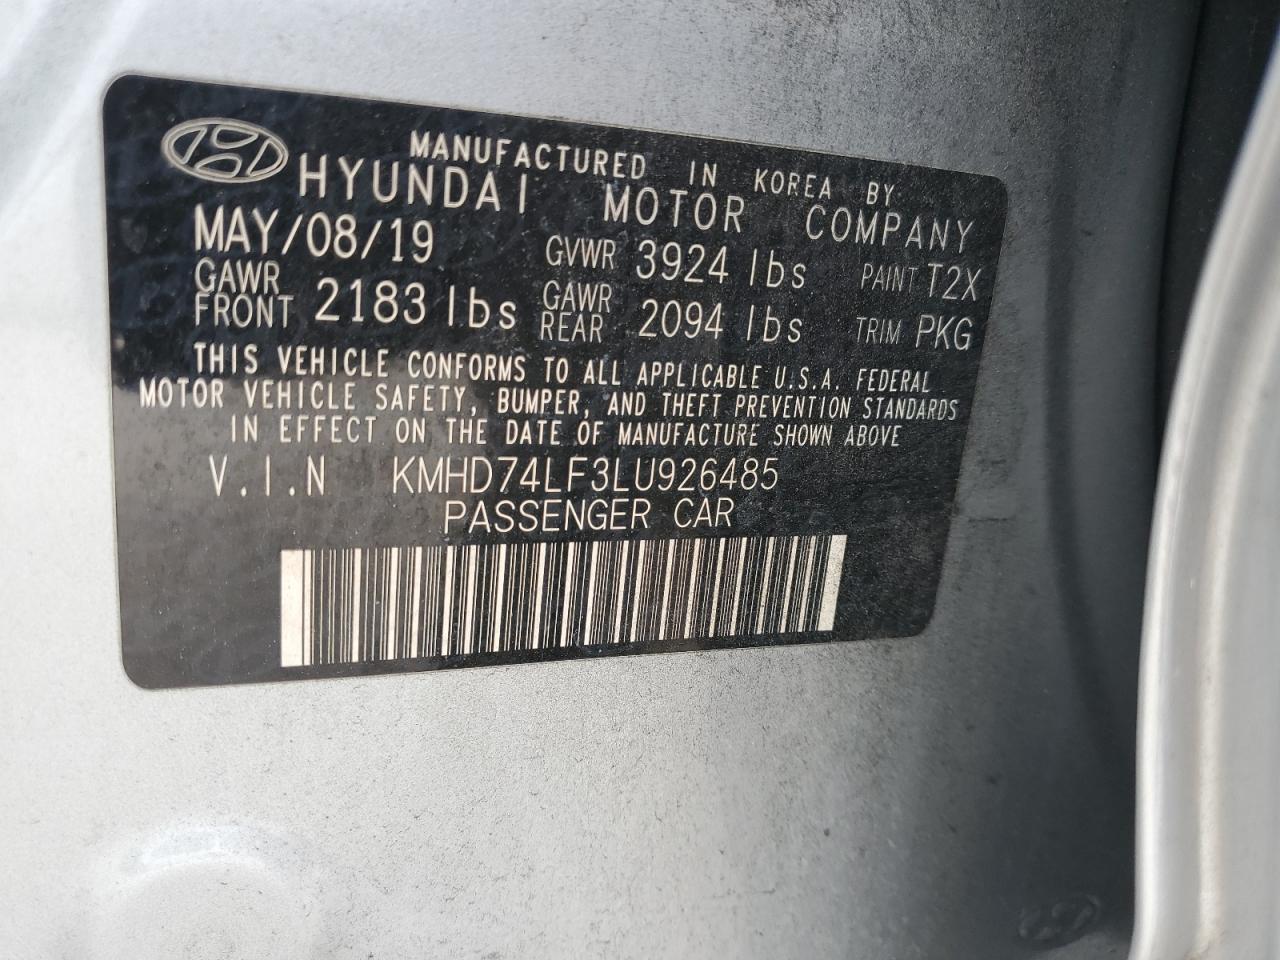 MANUFACTURED IN KOREA BY:
HYUNDAI MOTOR COMPANY
MAY/08/19 GVWR 3924 lbs PAINT T2X
GAWR FRONT 2183 lbs GAWR REAR 2094 lbs TRIM PKG
THIS VEHICLE CONFORMS TO ALL APPLICABLE U.S.A. FEDERAL
MOTOR VEHICLE SAFETY, BUMPER, AND THEFT PREVENTION STANDARDS
IN EFFECT ON THE DATE OF MANUFACTURE SHOWN ABOVE
V.I.N KMHD74LF3LU926485
PASSENGER CAR